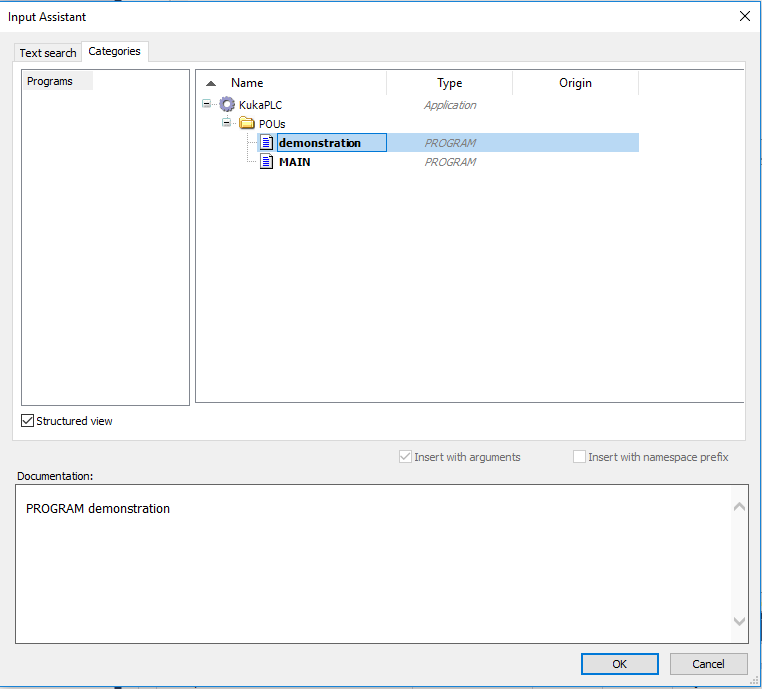 Input Assistant
Text search Categories
Programs
Name Type Origin
KukaPLC Application
POUs
demonstration PROGRAM
MAIN PROGRAM
Structured view
Insert with arguments Insert with namespace prefix
Documentation:
PROGRAM demonstration
OK Cancel